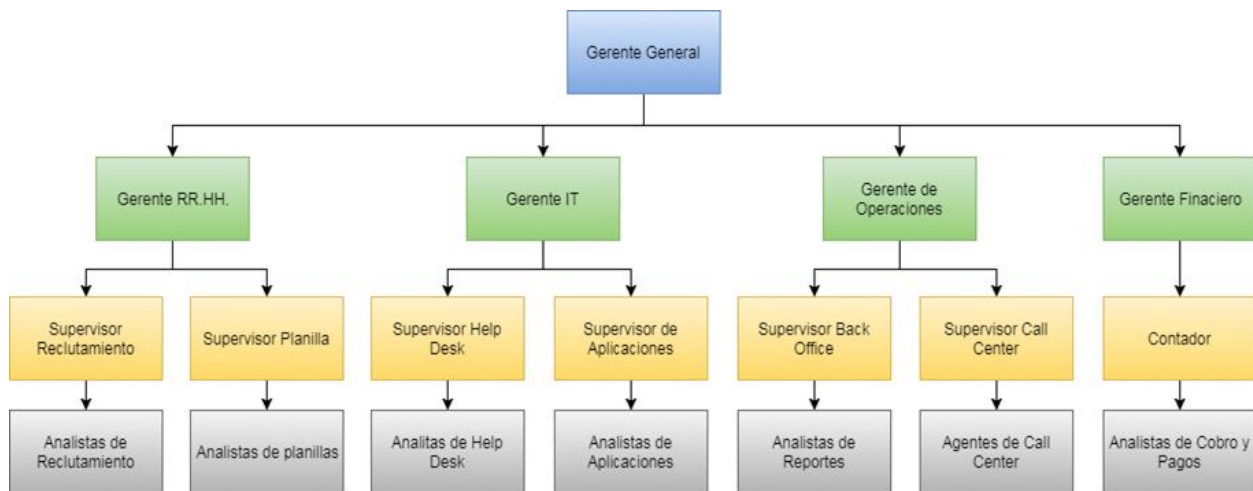 Gerente General
Gerente RR.HH.
Gerente IT
Gerente de
Operaciones
Gerente Finaciero
Supervisor
Reclutamiento
Supervisor Planilla
Supervisor Help
Desk
Supervisor de
Aplicaciones
Supervisor Back
Office
Supervisor Call
Center
Contador
Analistas de
Reclutamiento
Analistas de planillas
Analitas de Help
Desk
Analistas de
Aplicaciones
Analistas de
Reportes
Agentes de Call
Center
Analistas de Cobro y
Pagos